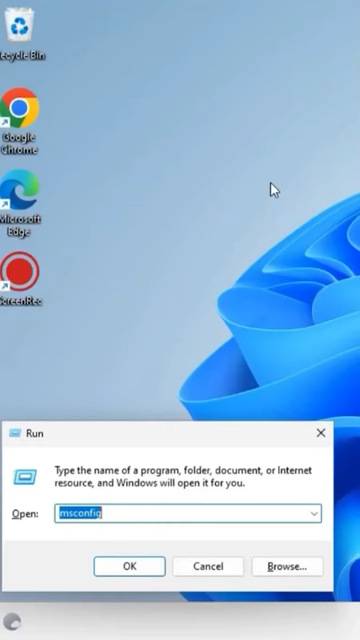 ecycle Bin
Google
Chrome
Microsoft
Edge
ScreenRec
Run
Type the name of a program, folder, document, or Internet
resource, and Windows will open it for you.
Open:
msconfig
OK
Cancel
Browse...